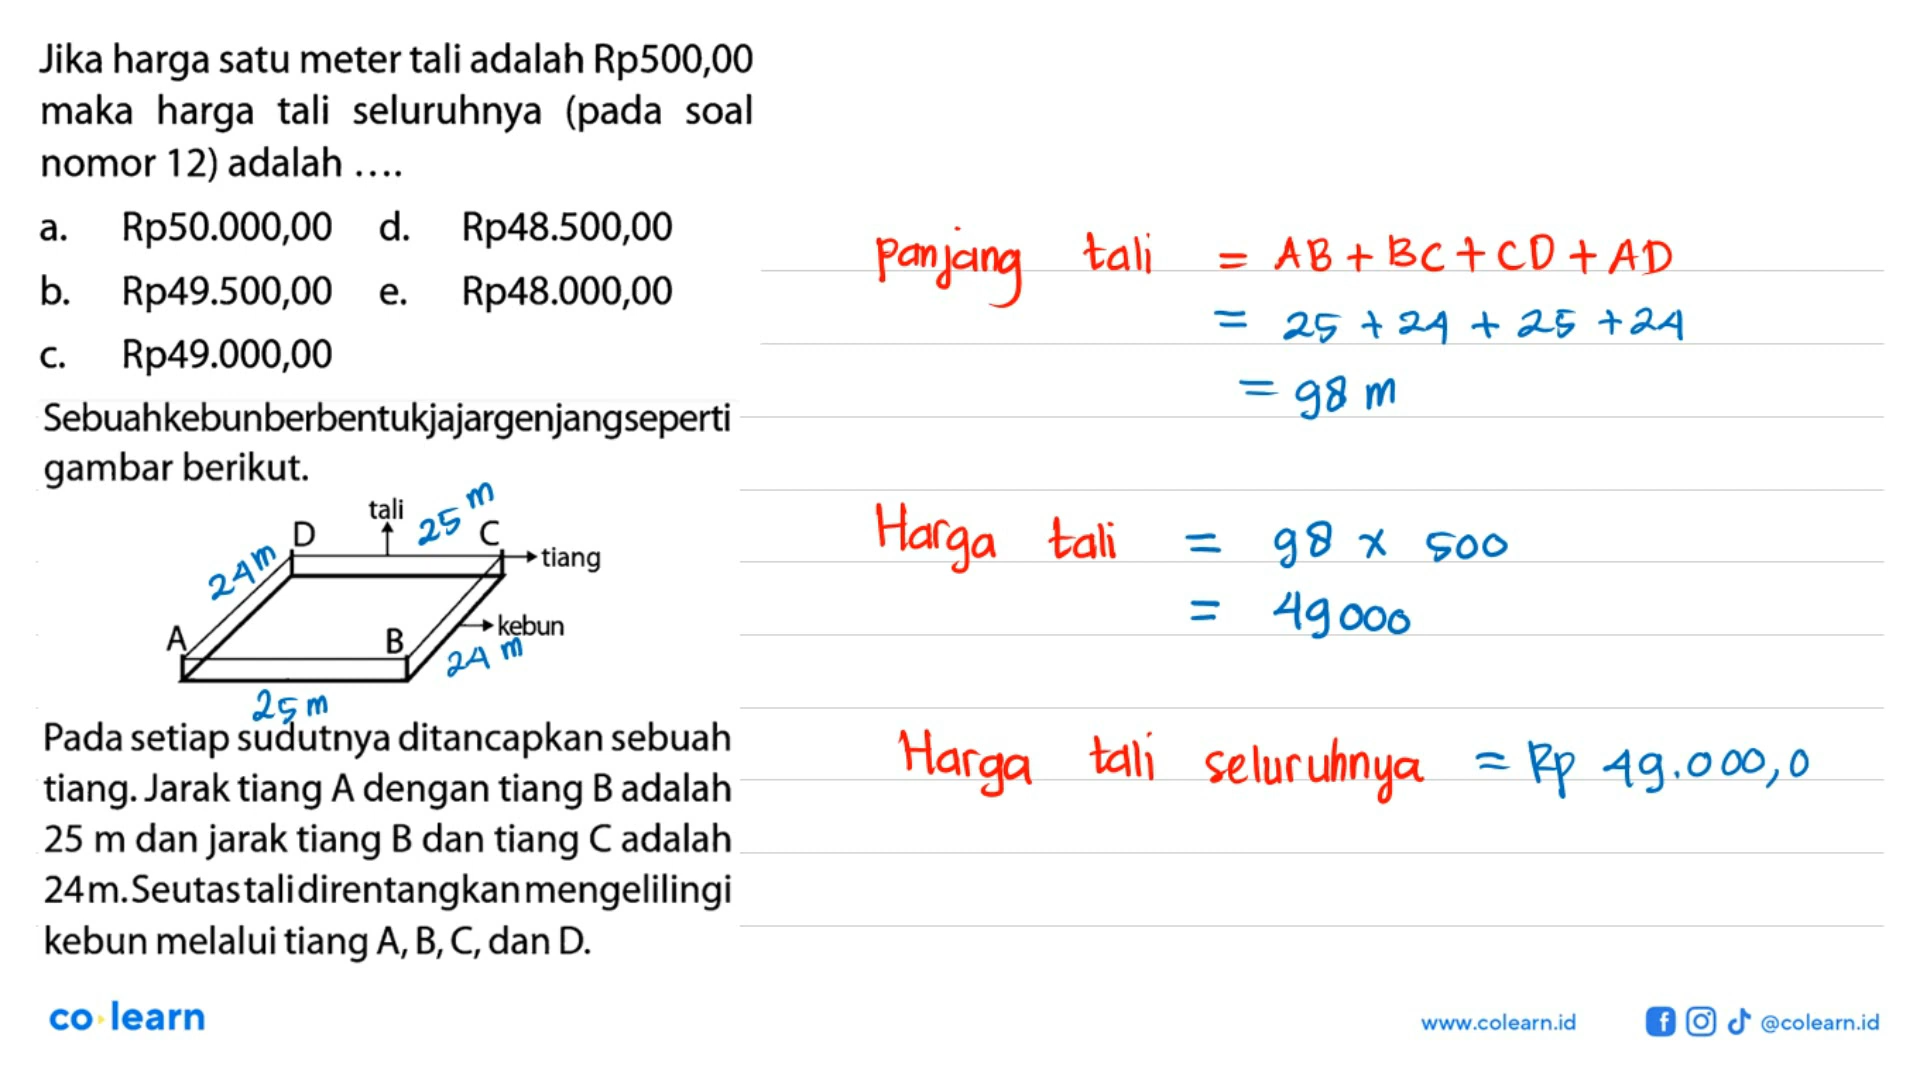 Jika harga satu meter tali adalah Rp500,00
maka harga tali seluruhnya (pada soal
nomor 12) adalah ....
a. Rp50.000,00 d. Rp48.500,00
b. Rp49.500,00 e. Rp48.000,00
c. Rp49.000,00
Sebuahkebunberbentukjajargenjangseperti
gambar berikut.
tali
25 m
D
C
tiang
24 m
A
B
kebun
24 m
25 m
Pada setiap sudutnya ditancapkan sebuah
tiang. Jarak tiang A dengan tiang B adalah
25 m dan jarak tiang B dan tiang C adalah
24 m. Seutas tali direntangkan mengelilingi
kebun melalui tiang A, B, C, dan D.
Panjang tali = AB + BC + CD + AD
= 25 + 24 + 25 + 24
= 98 m
Harga tali = 98 x 500
= 49000
Harga tali seluruhnya = Rp 49.000,0
co learn
www.colearn.id
@colearn.id